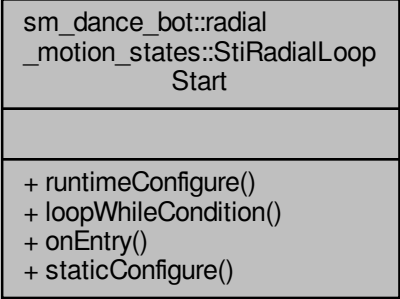 sm_dance_bot::radial
_motion_states::StiRadialLoop
Start
+ runtimeConfigure()
+ loopWhileCondition()
+ onEntry()
+ staticConfigure()